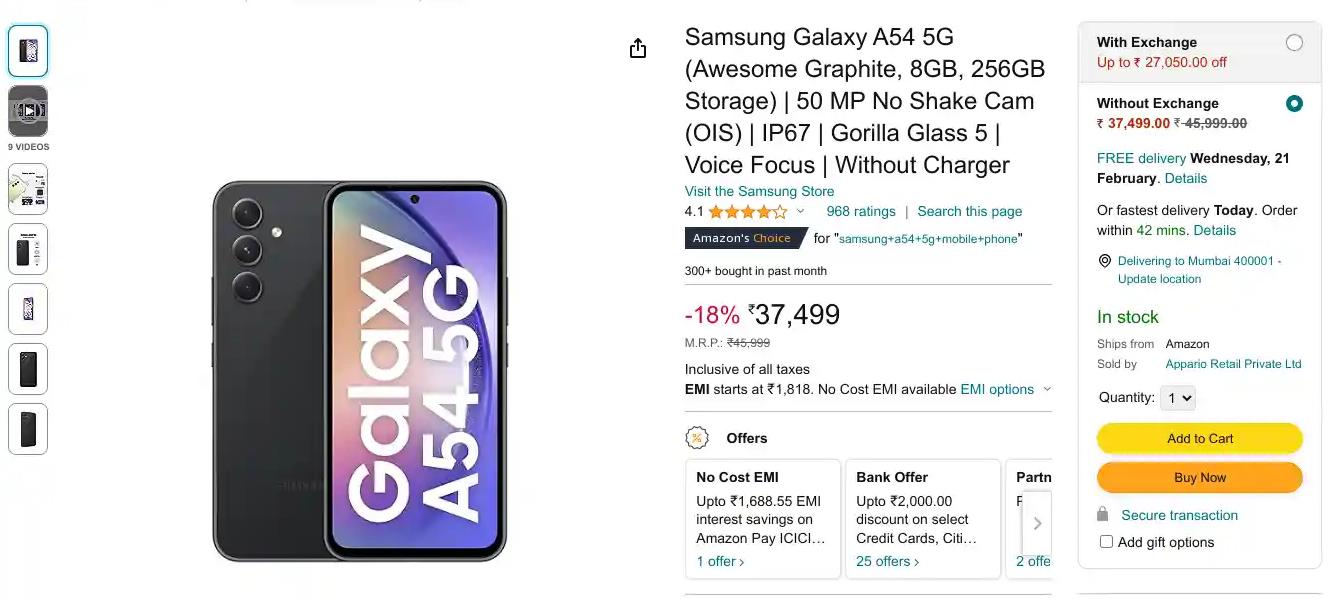 9 VIDEOS
Galaxy
A54 5G
Samsung Galaxy A54 5G
(Awesome Graphite, 8GB, 256GB
Storage) | 50 MP No Shake Cam
(OIS) | IP67 | Gorilla Glass 5 |
Voice Focus | Without Charger
Visit the Samsung Store
4.1 968 ratings | Search this page
Amazon's Choice for "samsung+a54+5g+mobile+phone"
300+ bought in past month
-18% ₹37,499
M.R.P.: ₹45,999
Inclusive of all taxes
EMI starts at ₹1,818. No Cost EMI available EMI options
Offers
No Cost EMI
Upto ₹1,688.55 EMI
interest savings on
Amazon Pay ICICI…
1 offer ›
Bank Offer
Upto ₹2,000.00
discount on select
Credit Cards, Citi…
25 offers ›
Partn
2 offe
With Exchange
Up to ₹ 27,050.00 off
Without Exchange
₹ 37,499.00 ₹ 45,999.00
FREE delivery Wednesday, 21
February. Details
Or fastest delivery Today. Order
within 42 mins. Details
Delivering to Mumbai 400001 -
Update location
In stock
Ships from Amazon
Sold by Appario Retail Private Ltd
Quantity: 1
Add to Cart
Buy Now
Secure transaction
Add gift options